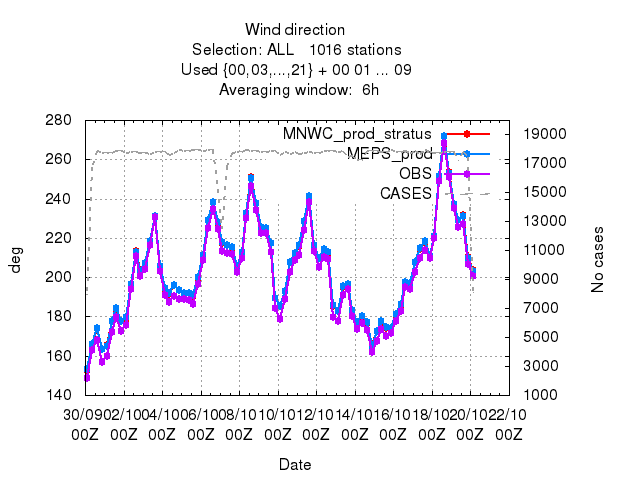 Wind direction
Selection: ALL   1016 stations
Used {00,03,...,21} + 00 01 ... 09
Averaging window:  6h
280
260
240
220
200
180
160
140
deg
19000
17000
15000
13000
11000
9000
7000
5000
3000
1000
No cases
MNWC_prod_stratus
MEPS_prod
OBS
CASES
30/09 02/10 04/10 06/10 08/10 10/10 12/10 14/10 16/10 18/10 20/10 22/10
00Z 00Z 00Z 00Z 00Z 00Z 00Z 00Z 00Z 00Z 00Z 00Z
Date